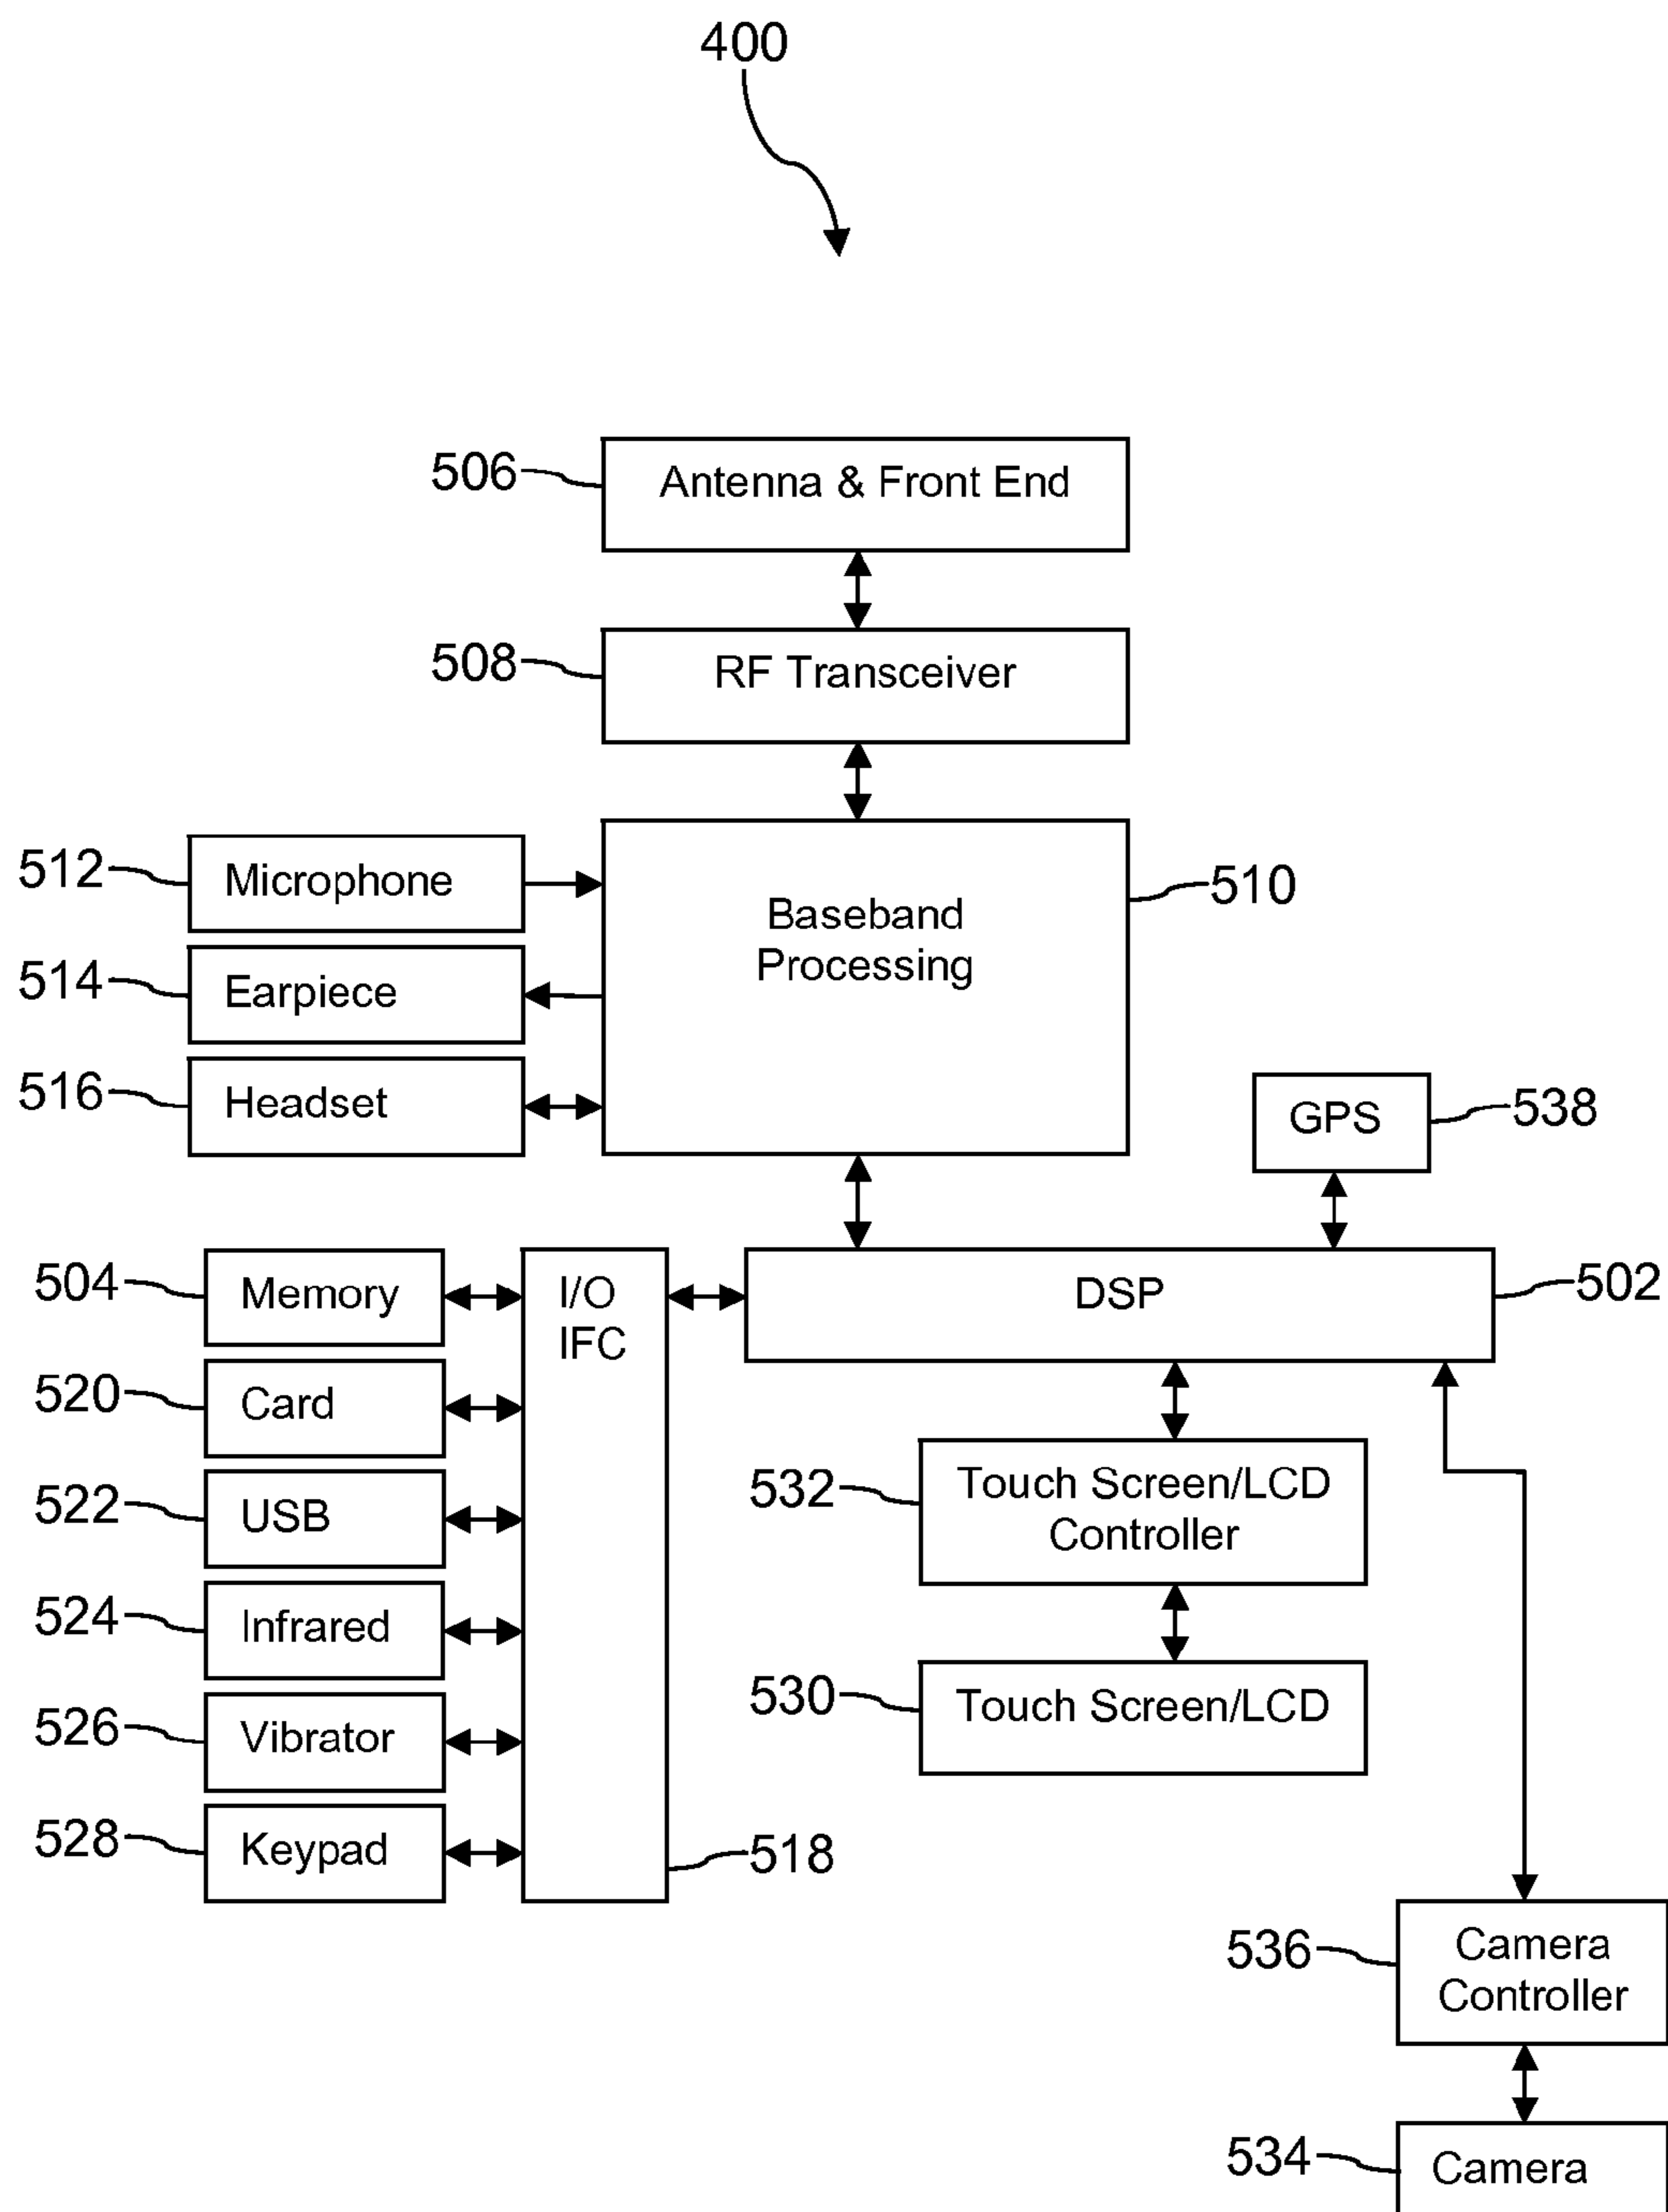 400
506
Antenna & Front End
508
RF Transceiver
512
Microphone
510
Baseband
Processing
514
Earpiece
516
Headset
GPS
538
504
Memory
I/O
IFC
DSP
502
520
Card
522
USB
532
Touch Screen/LCD
Controller
524
Infrared
530
Touch Screen/LCD
526
Vibrator
528
Keypad
518
536
Camera
Controller
534
Camera